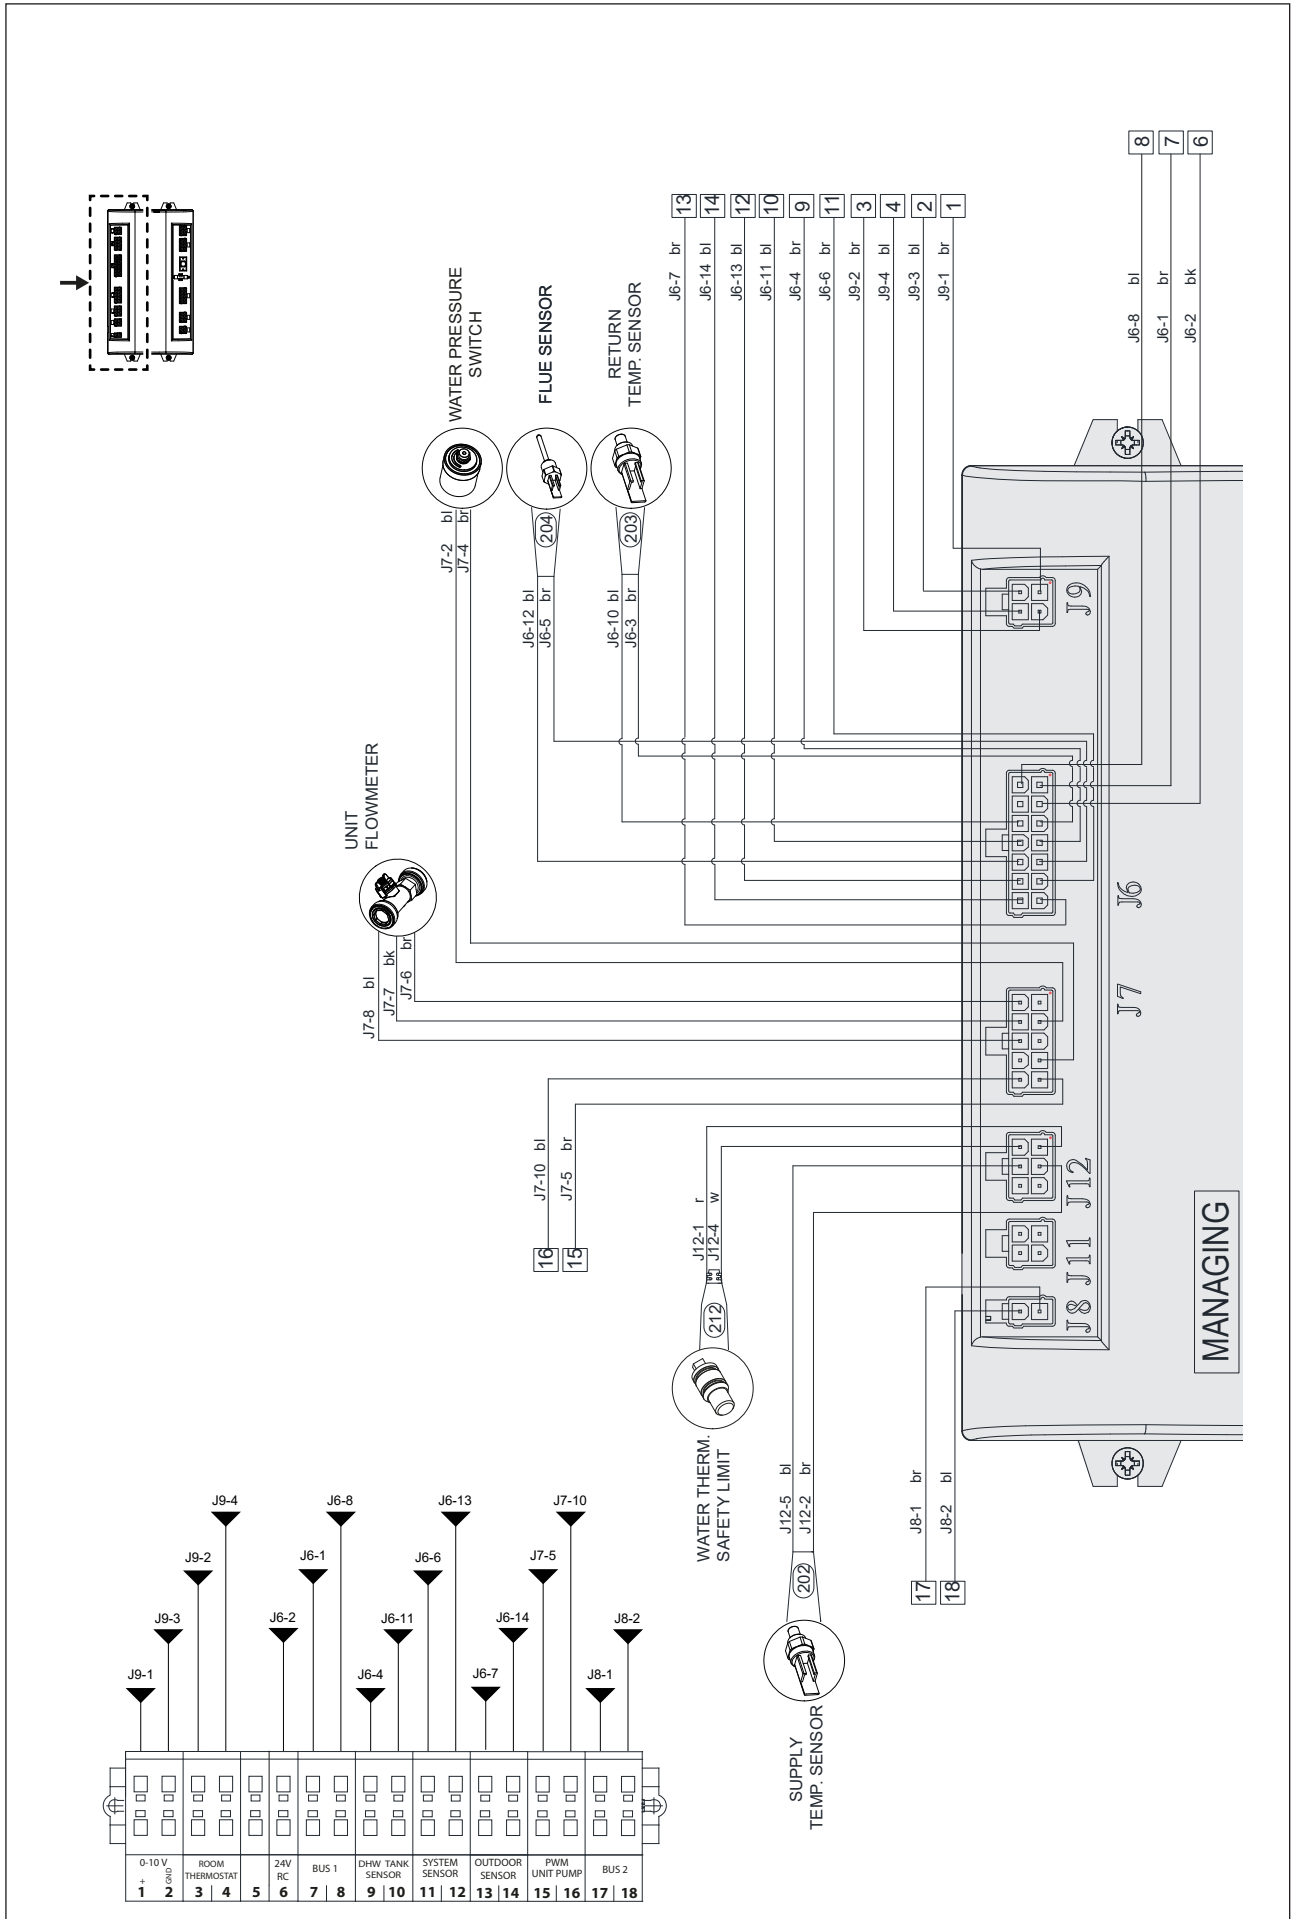 WATER PRESSURE
SWITCH
J7-2 bl
J7-4 br
FLUE SENSOR
204
J6-12 bl
J6-5 br
RETURN
TEMP. SENSOR
203
J6-10 bl
J6-3 br
13
J6-7 br
14
J6-14 bl
12
J6-13 bl
10
J6-11 bl
9
J6-4 br
11
J6-6 br
3
J9-2 br
4
J9-4 bl
2
J9-3 bl
1
J9-1 br
8
J6-8 bl
7
J6-1 br
6
J6-2 bk
UNIT
FLOWMETER
J7-8 bl
J7-7 bk
J7-6 br
16
J7-10 bl
15
J7-5 br
WATER THERM.
SAFETY LIMIT
212
J12-1 r
J12-4 w
SUPPLY
TEMP. SENSOR
202
J12-5 bl
J12-2 br
17
J8-1 br
18
J8-2 bl
J9
J6
J7
J12
J11
J8
MANAGING
J9-1
J9-3
J9-2
J9-4
J6-2
J6-1
J6-8
J6-4
J6-11
J6-6
J6-13
J6-7
J6-14
J7-5
J7-10
J8-1
J8-2
0-10 V
+
GND
1 2
ROOM
THERMOSTAT
3 4
5
24V
RC
6
BUS 1
7 8
DHW TANK
SENSOR
9 10
SYSTEM
SENSOR
11 12
OUTDOOR
SENSOR
13 14
PWM
UNIT PUMP
15 16
BUS 2
17 18